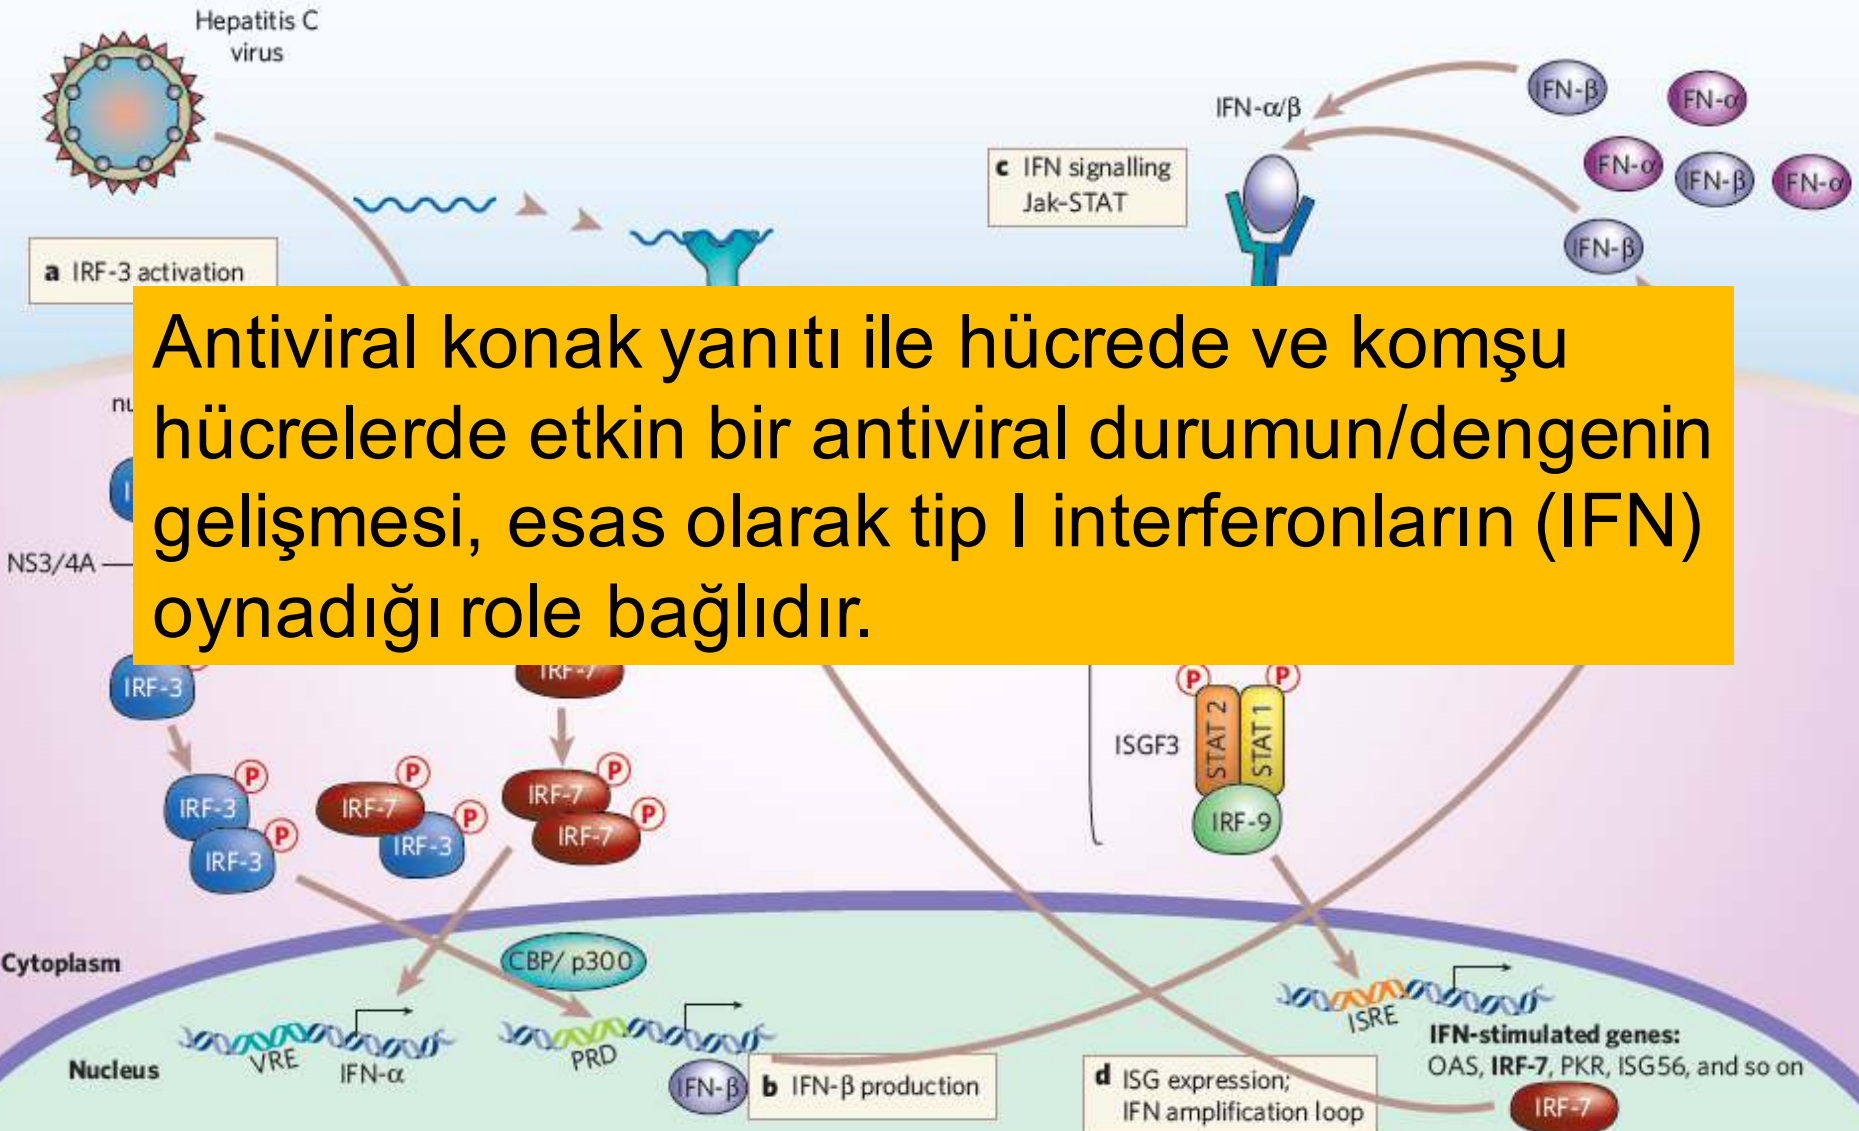 Hepatitis C
virus
IFN-α/β
IFN-β
IFN-α
c IFN signalling
Jak-STAT
IFN-α
IFN-β
IFN-α
IFN-β
a IRF-3 activation
Antiviral konak yanıtı ile hücrede ve komşu
hücrelerde etkin bir antiviral durumun/dengenin
gelişmesi, esas olarak tip I interferonların (IFN)
oynadığı role bağlıdır.
NS3/4A
IRF-3
IRF-7
P
P
STAT 2
STAT 1
ISGF3
IRF-9
P
IRF-3
P
IRF-3
P
IRF-7
P
IRF-3
P
IRF-7
P
IRF-7
Cytoplasm
CBP/ p300
Nucleus
VRE
IFN-α
PRD
IFN-β
b IFN-β production
ISRE
IFN-stimulated genes:
OAS, IRF-7, PKR, ISG56, and so on
d ISG expression;
IFN amplification loop
IRF-7